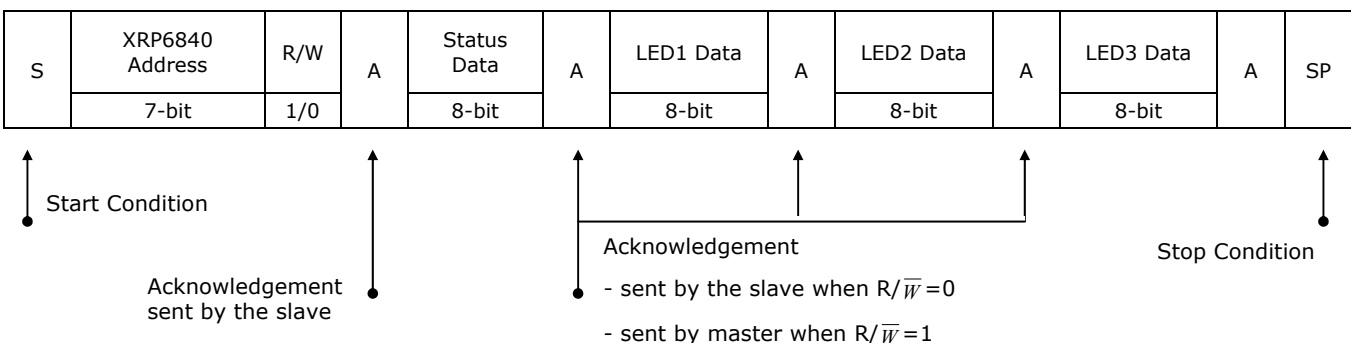 S
XRP6840
Address
7-bit
R/W
1/0
A
Status
Data
8-bit
A
LED1 Data
8-bit
A
LED2 Data
8-bit
A
LED3 Data
8-bit
A
SP
Start Condition
Acknowledgement
sent by the slave
Acknowledgement
- sent by the slave when R/W̅=0
- sent by master when R/W̅=1
Stop Condition